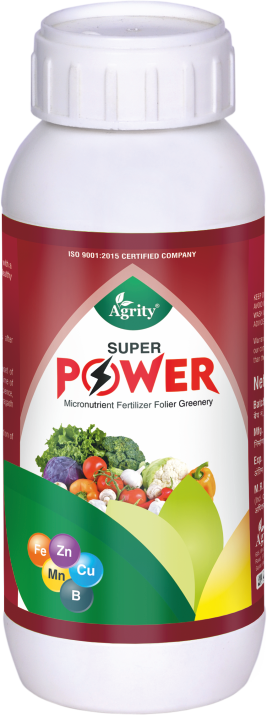 ISO 9001:2015 CERTIFIED COMPANY
Agrity®
SUPER
POWER
Micronutrient Fertilizer Folier Greenery
Fe
Zn
Mn
Cu
B